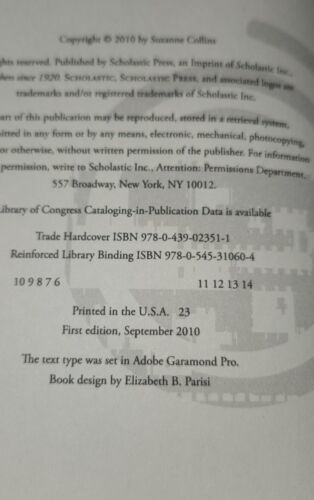 Copyright © 2010 by Suzanne Collins
rights reserved. Published by Scholastic Press, an Imprint of Scholastic Inc.,
since 1920. SCHOLASTIC, SCHOLASTIC PRESS, and associated logos are
trademarks and/or registered trademarks of Scholastic Inc.
art of this publication may be reproduced, stored in a retrieval system,
itted in any form or by any means, electronic, mechanical, photocopying,
or otherwise, without written permission of the publisher. For information
permission, write to Scholastic Inc., Attention: Permissions Department,
557 Broadway, New York, NY 10012.
Library of Congress Cataloging-in-Publication Data is available
Trade Hardcover ISBN 978-0-439-02351-1
Reinforced Library Binding ISBN 978-0-545-31060-4
10 9 8 7 6 11 12 13 14
Printed in the U.S.A. 23
First edition, September 2010
The text type was set in Adobe Garamond Pro.
Book design by Elizabeth B. Parisi